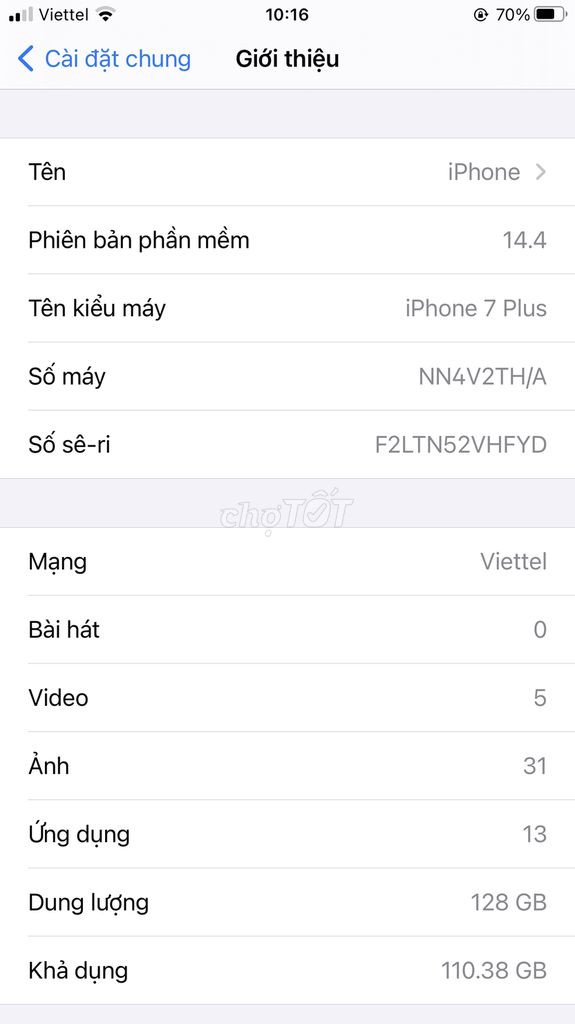 Viettel 10:16 70%
Cài đặt chung Giới thiệu
Tên iPhone
Phiên bản phần mềm 14.4
Tên kiểu máy iPhone 7 Plus
Số máy NN4V2TH/A
Số sê-ri F2LTN52VHFYD
chợTỐT
Mạng Viettel
Bài hát 0
Video 5
Ảnh 31
Ứng dụng 13
Dung lượng 128 GB
Khả dụng 110.38 GB